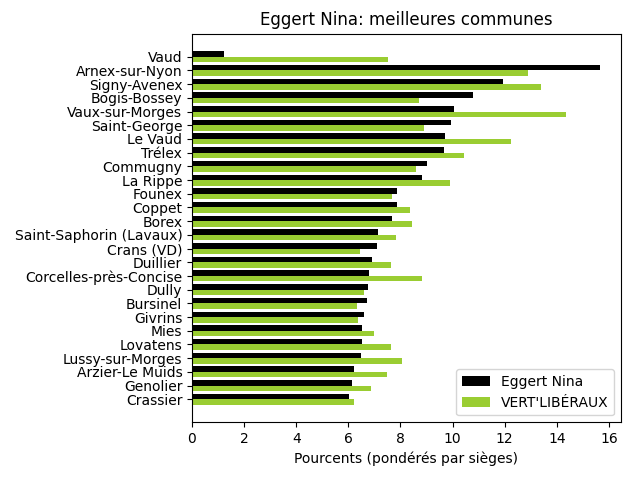 Eggert Nina: meilleures communes
Vaud
Arnex-sur-Nyon
Signy-Avenex
Bogis-Bossey
Vaux-sur-Morges
Saint-George
Le Vaud
Trélex
Commugny
La Rippe
Founex
Coppet
Borex
Saint-Saphorin (Lavaux)
Crans (VD)
Duillier
Corcelles-près-Concise
Dully
Bursinel
Givrins
Mies
Lovatens
Lussy-sur-Morges
Arzier-Le Muids
Genolier
Crassier
Eggert Nina
VERT'LIBÉRAUX
0 2 4 6 8 10 12 14 16
Pourcents (pondérés par sièges)